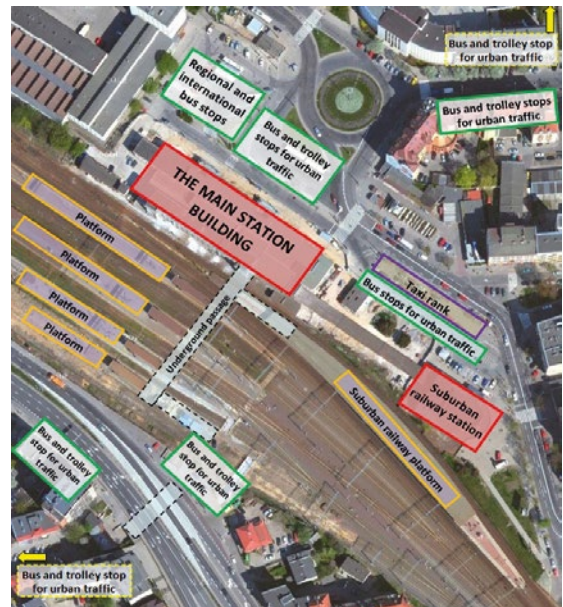 Bus and trolley stop
for urban traffic
Regional and
international
bus stops
Bus and trolley
stops for urban
traffic
Bus and trolley stops
for urban traffic
THE MAIN STATION
BUILDING
Platform
Platform
Platform
Platform
Underground passage
Taxi rank
Bus stops for urban traffic
Suburban
railway station
Suburban railway platform
Bus and trolley
stop for urban
traffic
Bus and trolley
stop for urban
traffic
Bus and trolley stop
for urban traffic